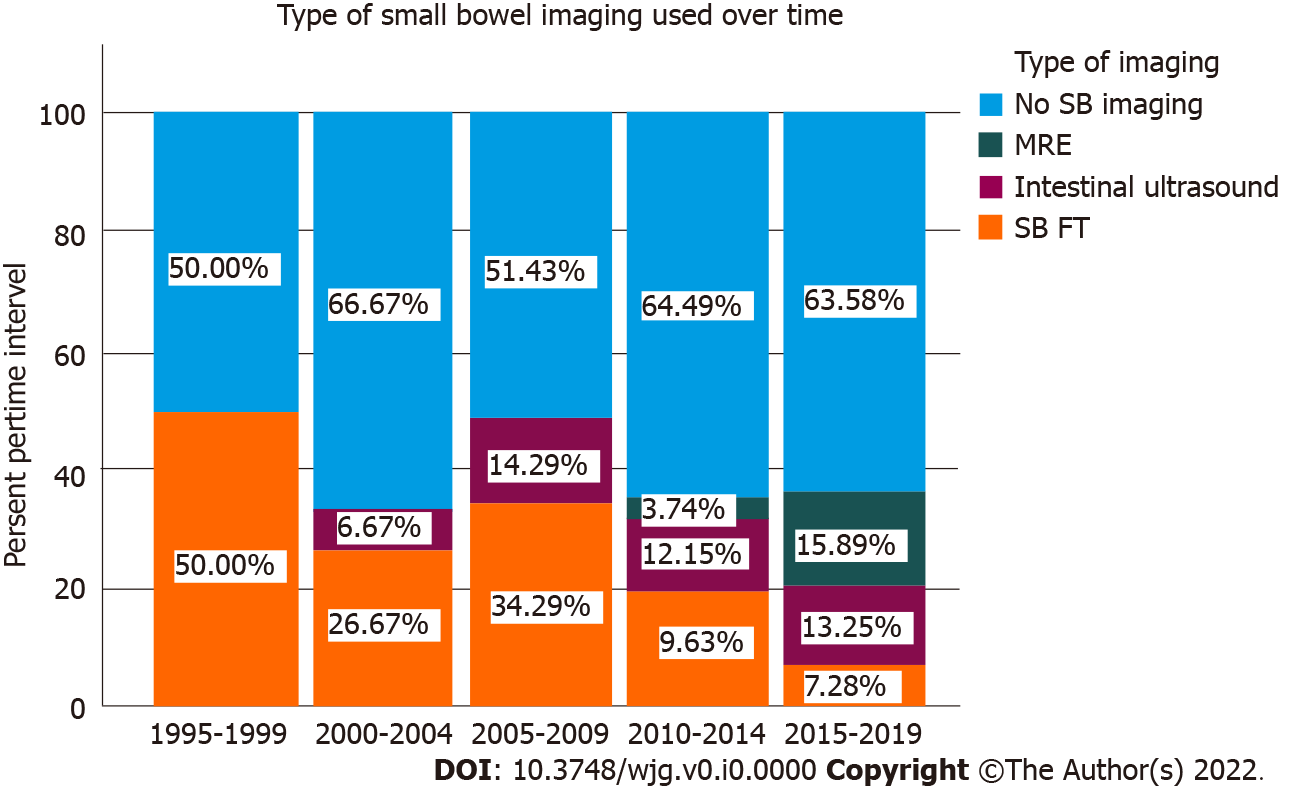 Type of small bowel imaging used over time
Type of imaging
No SB imaging
MRE
Intestinal ultrasound
SB FT
Persent pertime intervel
100
80
60
40
20
0
50.00%
50.00%
66.67%
6.67%
26.67%
51.43%
14.29%
34.29%
64.49%
3.74%
12.15%
9.63%
63.58%
15.89%
13.25%
7.28%
1995-1999 2000-2004 2005-2009 2010-2014 2015-2019
DOI: 10.3748/wjg.v0.i0.0000 Copyright ©The Author(s) 2022.